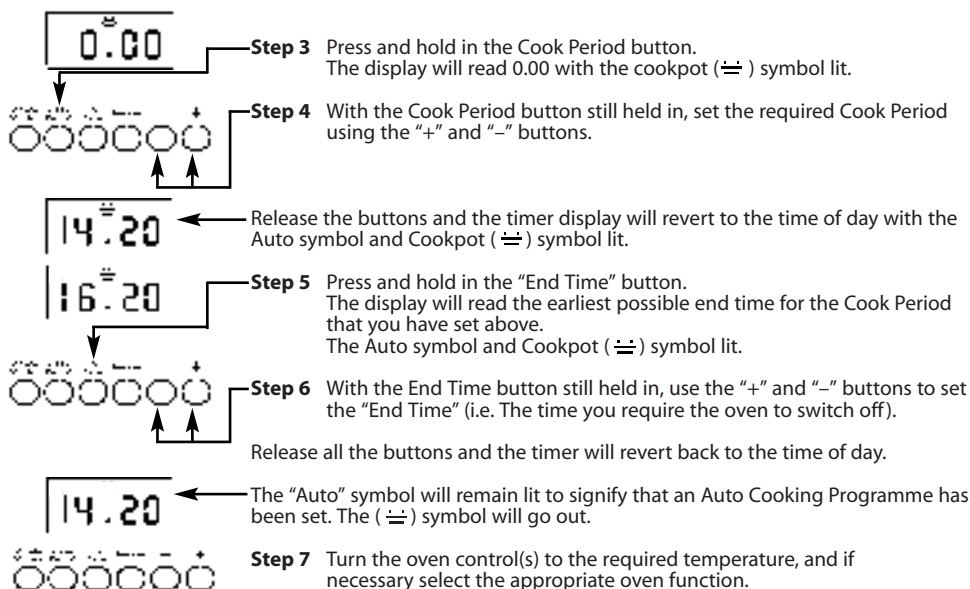 0.00
Step 3 Press and hold in the Cook Period button.
The display will read 0.00 with the cookpot ( ) symbol lit.
Step 4 With the Cook Period button still held in, set the required Cook Period
using the “+” and “–” buttons.
14.20
Release the buttons and the timer display will revert to the time of day with the
Auto symbol and Cookpot ( ) symbol lit.
16.20
Step 5 Press and hold in the “End Time” button.
The display will read the earliest possible end time for the Cook Period
that you have set above.
The Auto symbol and Cookpot ( ) symbol lit.
Step 6 With the End Time button still held in, use the “+” and “–” buttons to set
the “End Time” (i.e. The time you require the oven to switch off).
Release all the buttons and the timer will revert back to the time of day.
14.20
The “Auto” symbol will remain lit to signify that an Auto Cooking Programme has
been set. The ( ) symbol will go out.
Step 7 Turn the oven control(s) to the required temperature, and if
necessary select the appropriate oven function.